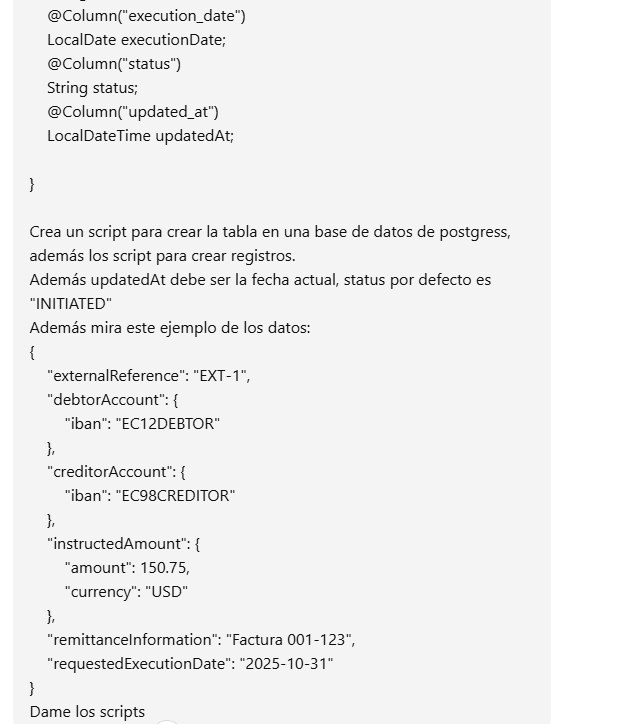 @Column("execution_date")
LocalDate executionDate;
@Column("status")
String status;
@Column("updated_at")
LocalDateTime updatedAt;
}
Crea un script para crear la tabla en una base de datos de postgress,
además los script para crear registros.
Además updatedAt debe ser la fecha actual, status por defecto es
"INITIATED"
Además mira este ejemplo de los datos:
{
"externalReference": "EXT-1",
"debtorAccount": {
"iban": "EC12DEBTOR"
},
"creditorAccount": {
"iban": "EC98CREDITOR"
},
"instructedAmount": {
"amount": 150.75,
"currency": "USD"
},
"remittanceInformation": "Factura 001-123",
"requestedExecutionDate": "2025-10-31"
}
Dame los scripts